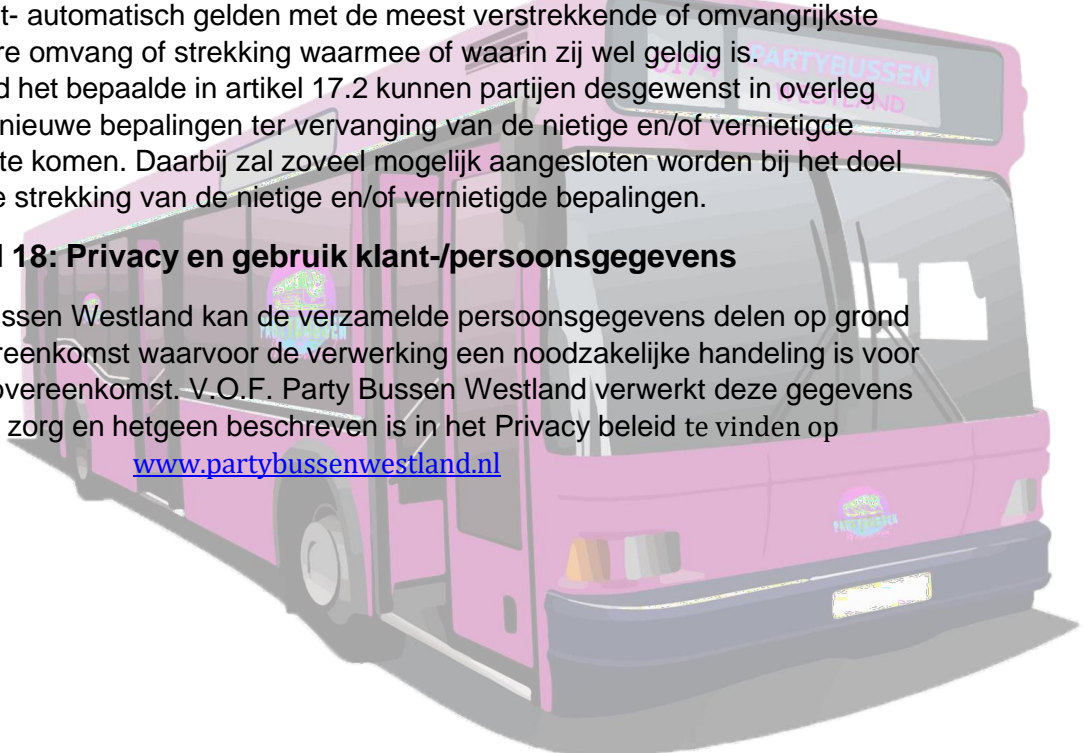 t- automatisch gelden met de meest verstrekkende of omvangrijkste
re omvang of strekking waarmee of waarin zij wel geldig is.
PARTYBUSSEN
WESTLAND
d het bepaalde in artikel 17.2 kunnen partijen desgewenst in overleg
nieuwe bepalingen ter vervanging van de nietige en/of vernietigde
te komen. Daarbij zal zoveel mogelijk aangesloten worden bij het doel
e strekking van de nietige en/of vernietigde bepalingen.
l 18: Privacy en gebruik klant-/persoonsgegevens
ssen Westland kan de verzamelde persoonsgegevens delen op grond
reenkomst waarvoor de verwerking een noodzakelijke handeling is voor
overeenkomst. V.O.F. Party Bussen Westland verwerkt deze gegevens
zorg en hetgeen beschreven is in het Privacy beleid te vinden op
www.partybussenwestland.nl
PARTYBUSSEN